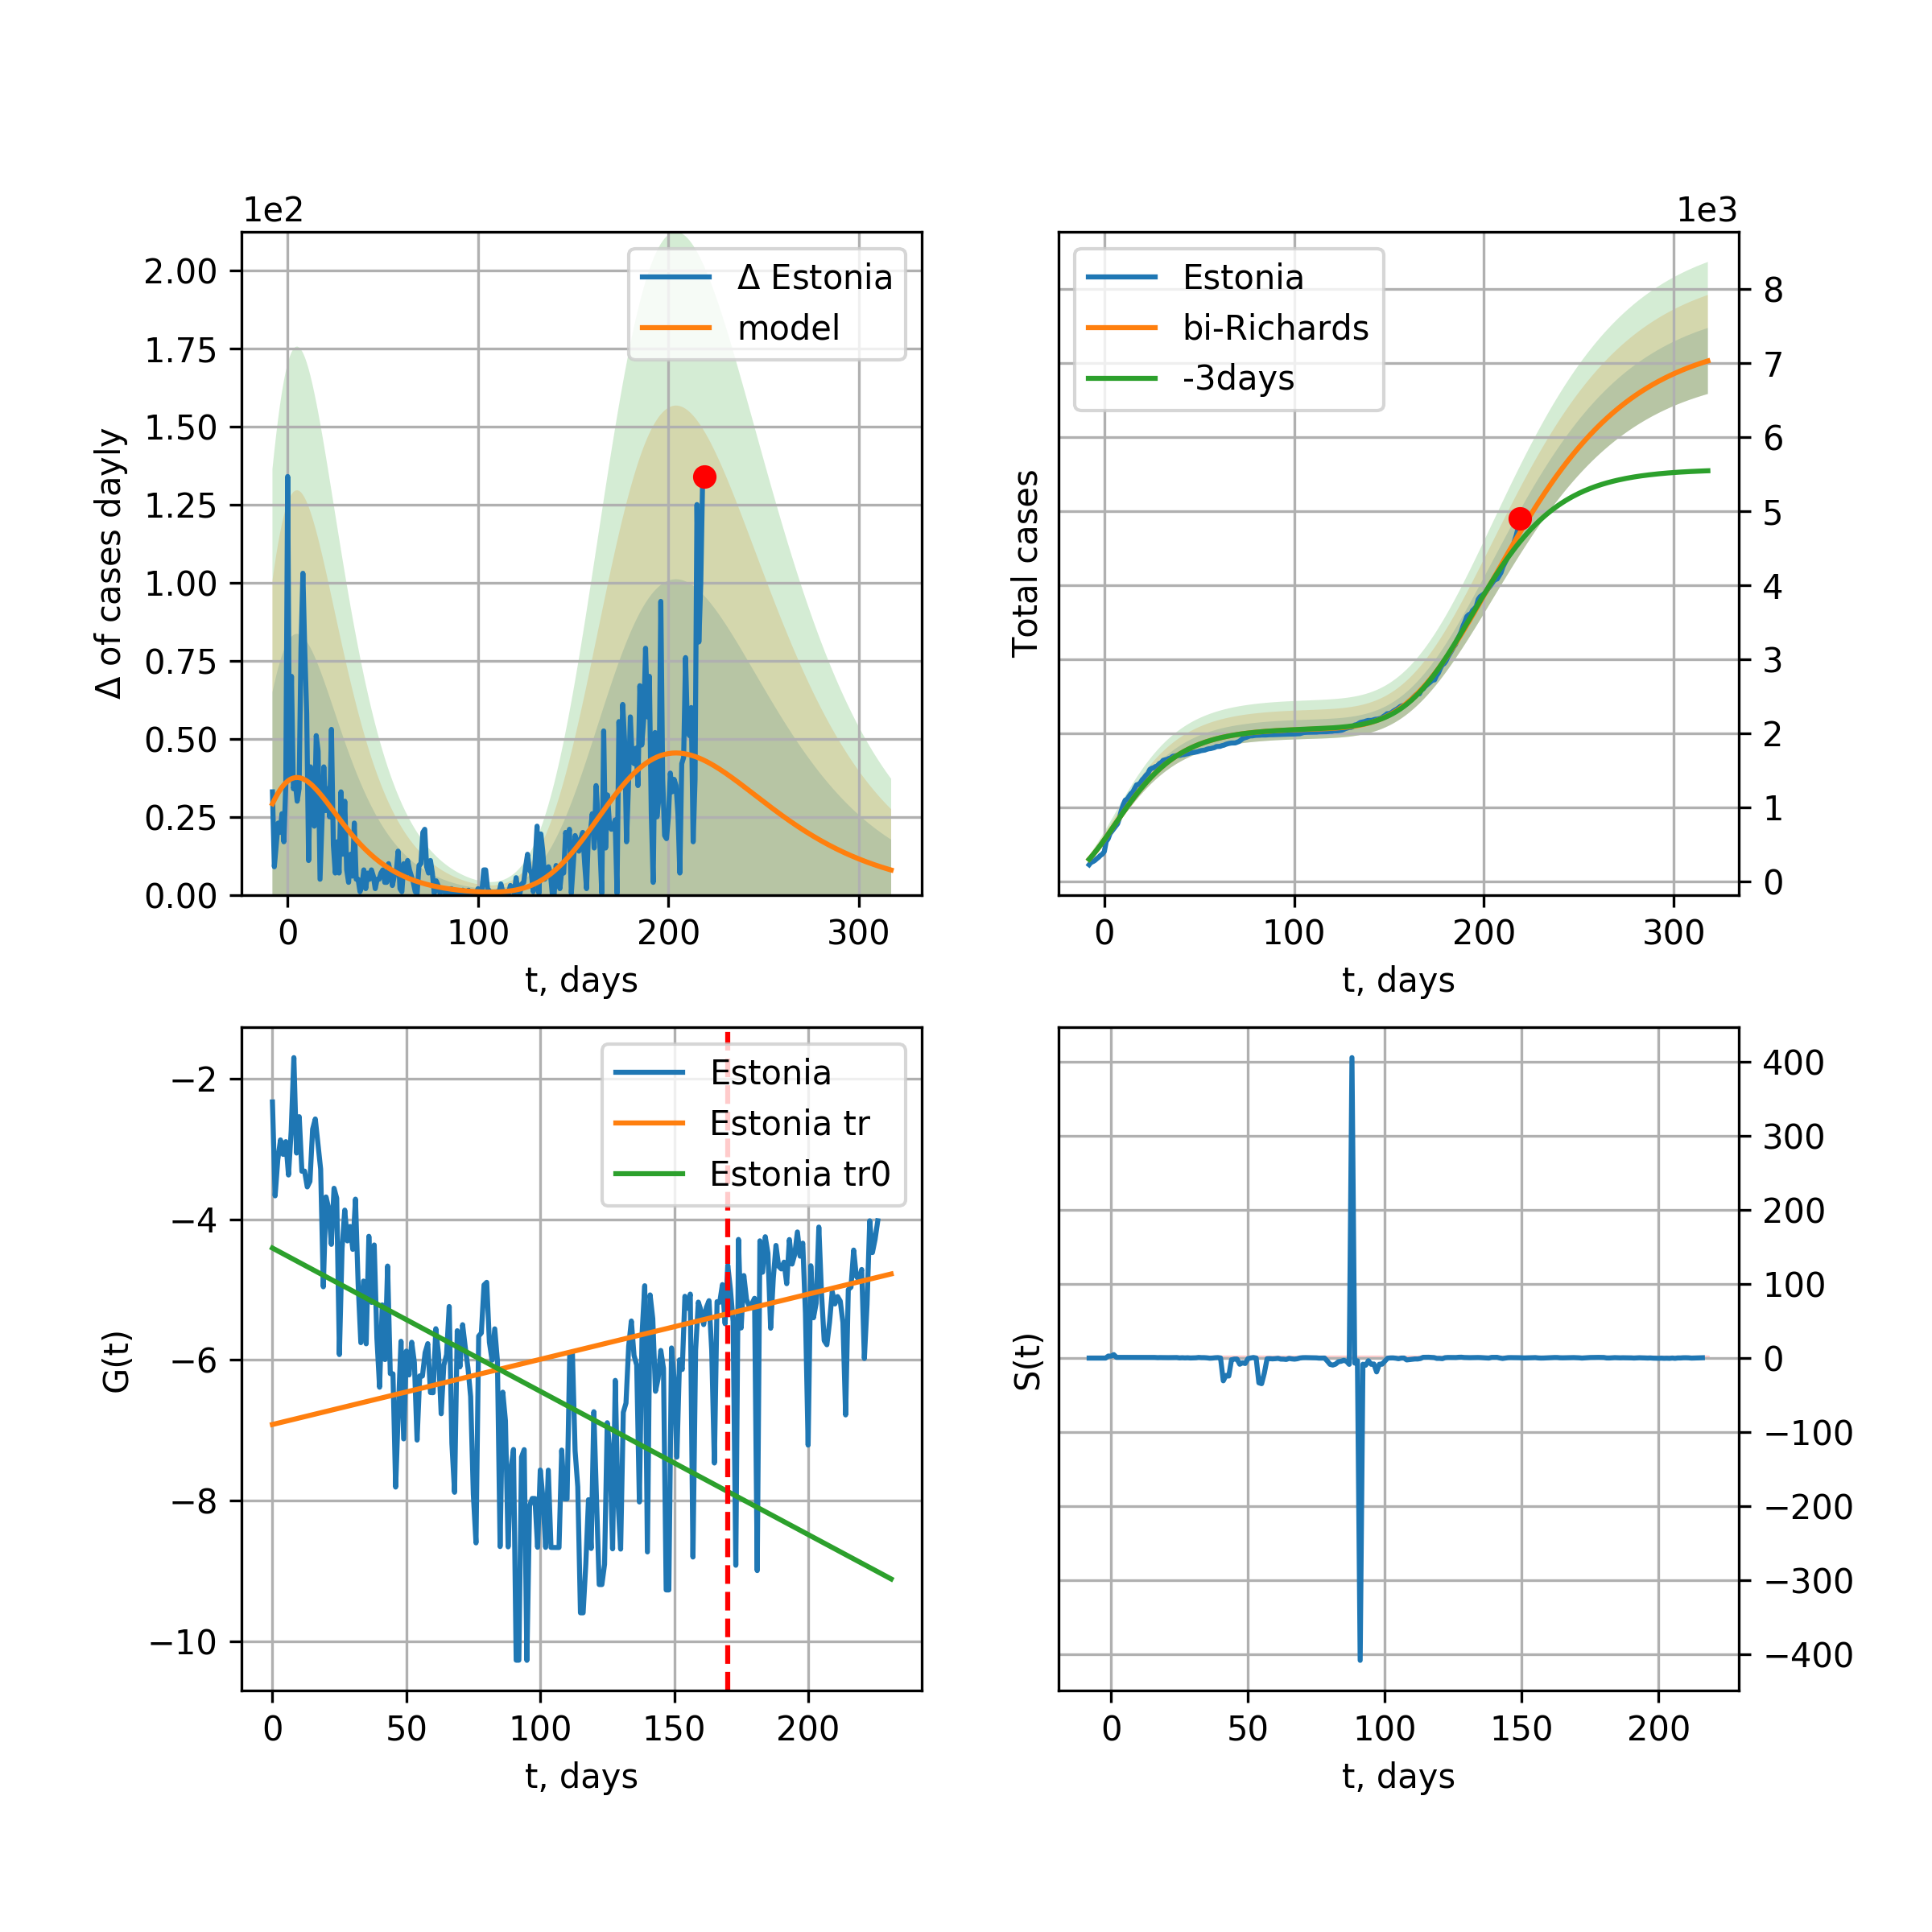 1e2
Δ of cases dayly
2.00
1.75
1.50
1.25
1.00
0.75
0.50
0.25
0.00
Δ Estonia
model
0 100 200 300
t, days
1e3
Total cases
Estonia
bi-Richards
-3days
8
7
6
5
4
3
2
1
0
0 100 200 300
t, days
G(t)
−2
−4
−6
−8
−10
Estonia
Estonia tr
Estonia tr0
0 50 100 150 200
t, days
S(t)
400
300
200
100
0
−100
−200
−300
−400
0 50 100 150 200
t, days